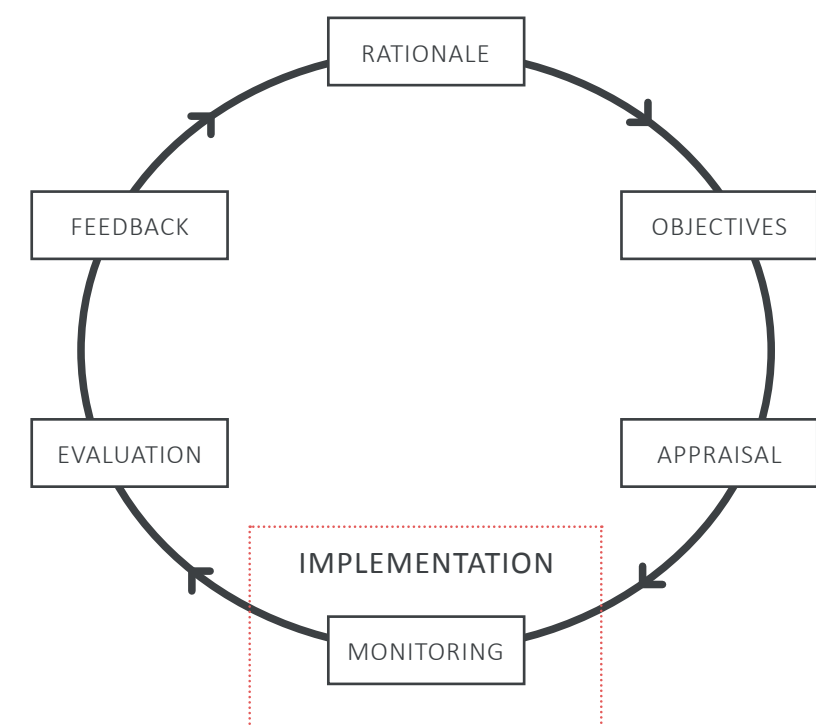 RATIONALE
OBJECTIVES
APPRAISAL
IMPLEMENTATION
MONITORING
EVALUATION
FEEDBACK